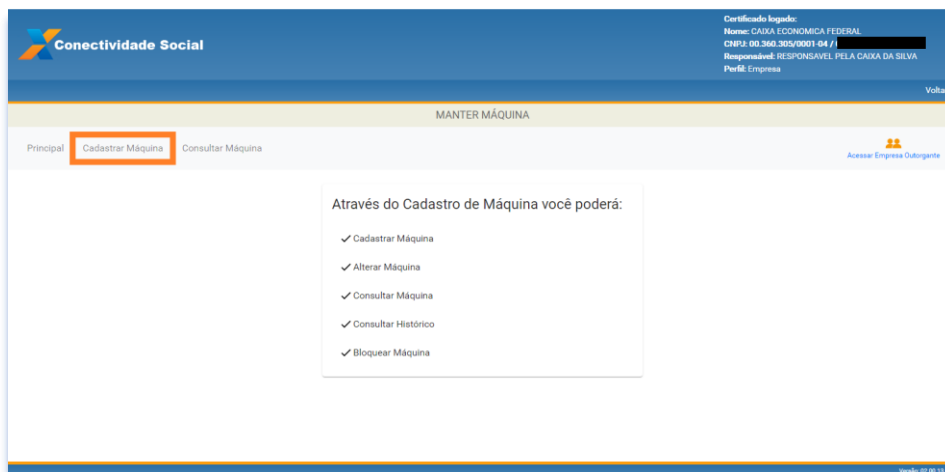 Conectividade Social
Certificado logado:
Nome: CAIXA ECONOMICA FEDERAL
CNPJ: 00.360.305/0001-04 /
Responsável: RESPONSAVEL PELA CAIXA DA SILVA
Perfil: Empresa
Volta
MANTER MÁQUINA
Principal Cadastrar Máquina Consultar Máquina
Acessar Empresa Outorgante
Através do Cadastro de Máquina você poderá:
Cadastrar Máquina
Alterar Máquina
Consultar Máquina
Consultar Histórico
Bloquear Máquina